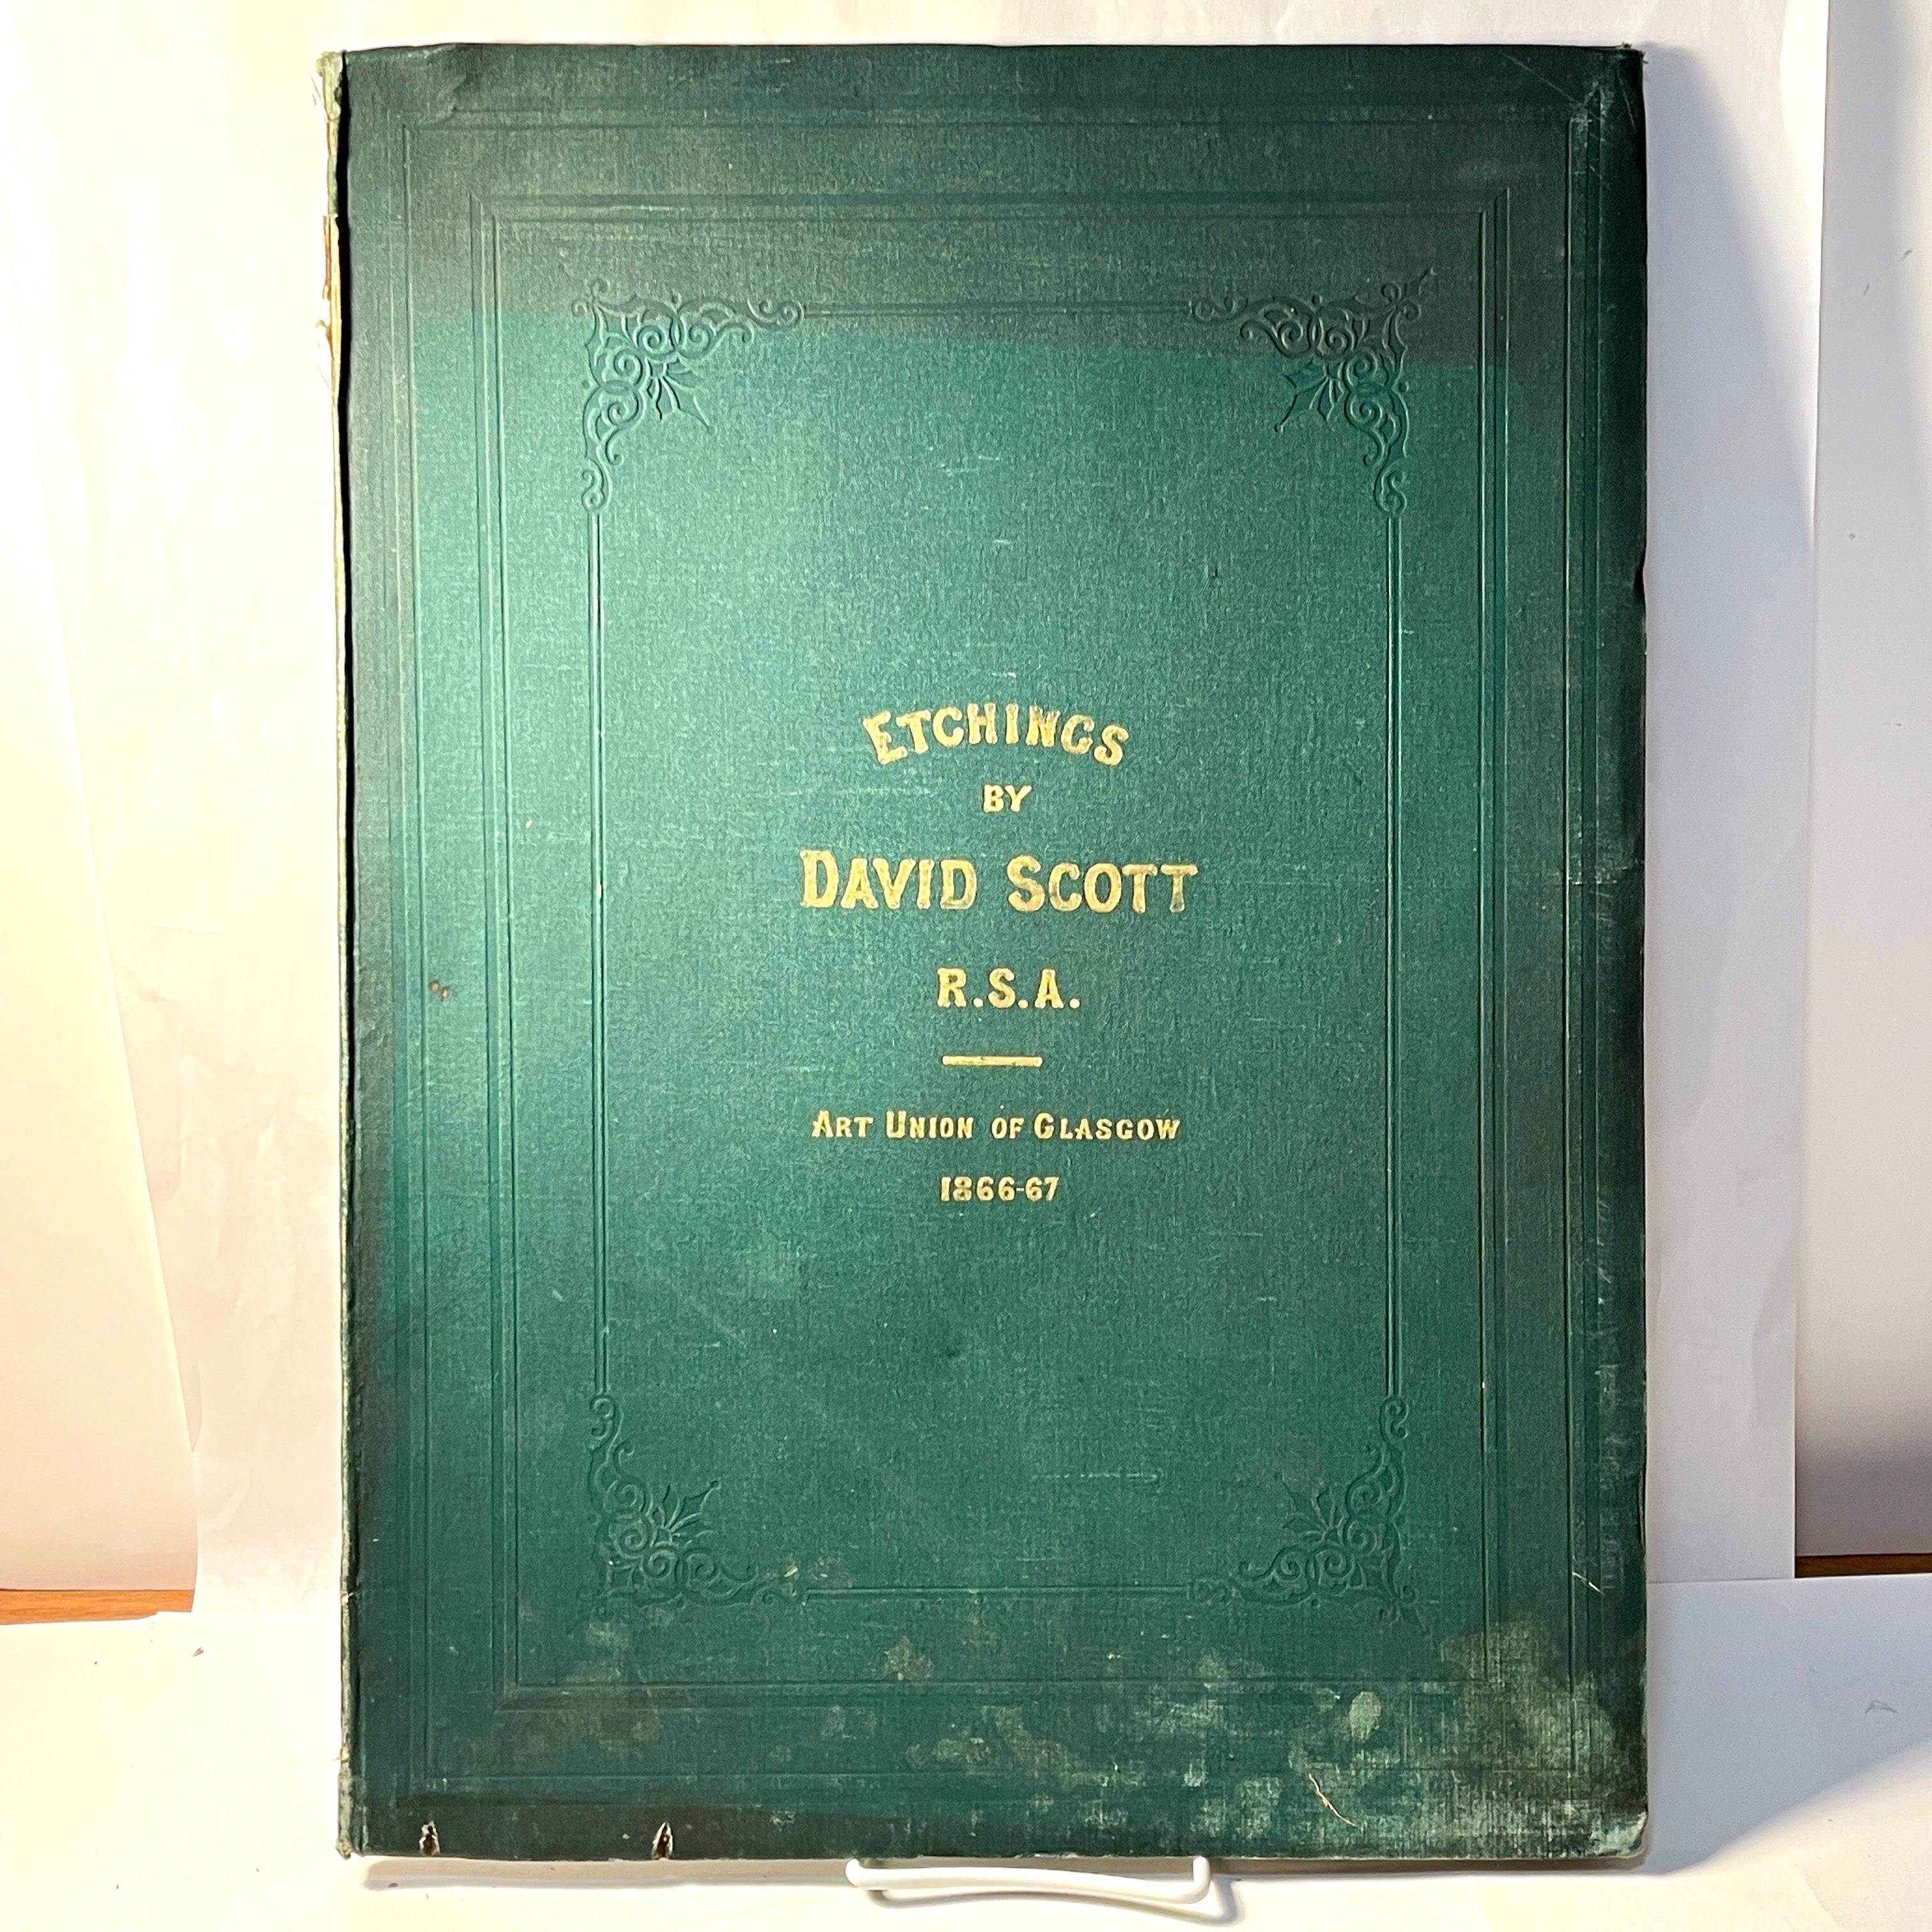 ETCHINGS
BY
DAVID SCOTT
R.S.A.
ART UNION OF GLASGOW
1866-67